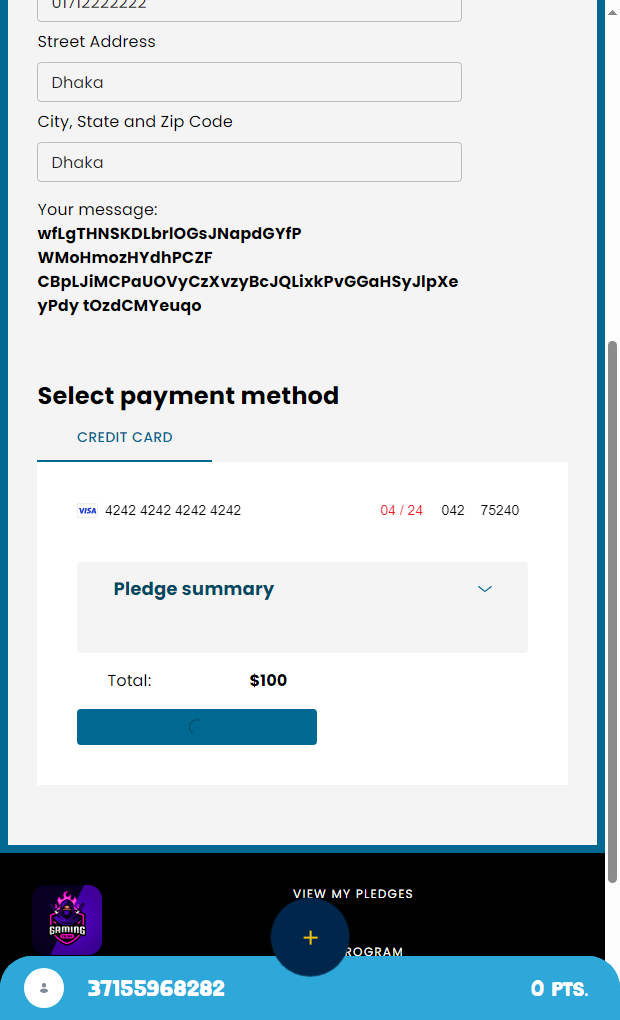 01712222222
Street Address
Dhaka
City, State and Zip Code
Dhaka
Your message:
wfLgTHNSKDLbrlOGsJNapdGYfP
WMoHmozHYdhPCZF
CBpLJiMCPaUOVyCzXvzyBcJQLixkPvGGaHSyJlpXe
yPdy tOzdCMYeuqo
Select payment method
CREDIT CARD
VISA 4242 4242 4242 4242 04 / 24 042 75240
Pledge summary
Total: $100
VIEW MY PLEDGES
GAMING
+
ROGRAM
37155968282 0 PTS.